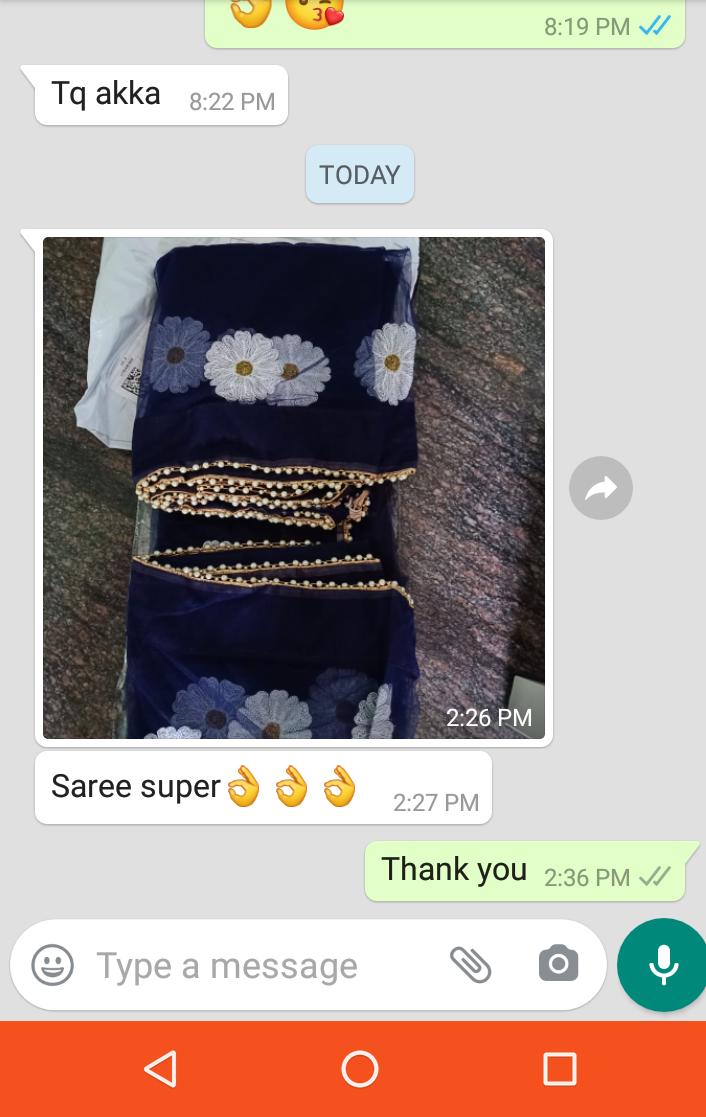 8:19 PM
Tq akka 8:22 PM
TODAY
2:26 PM
Saree super👌👌👌 2:27 PM
Thank you 2:36 PM
Type a message